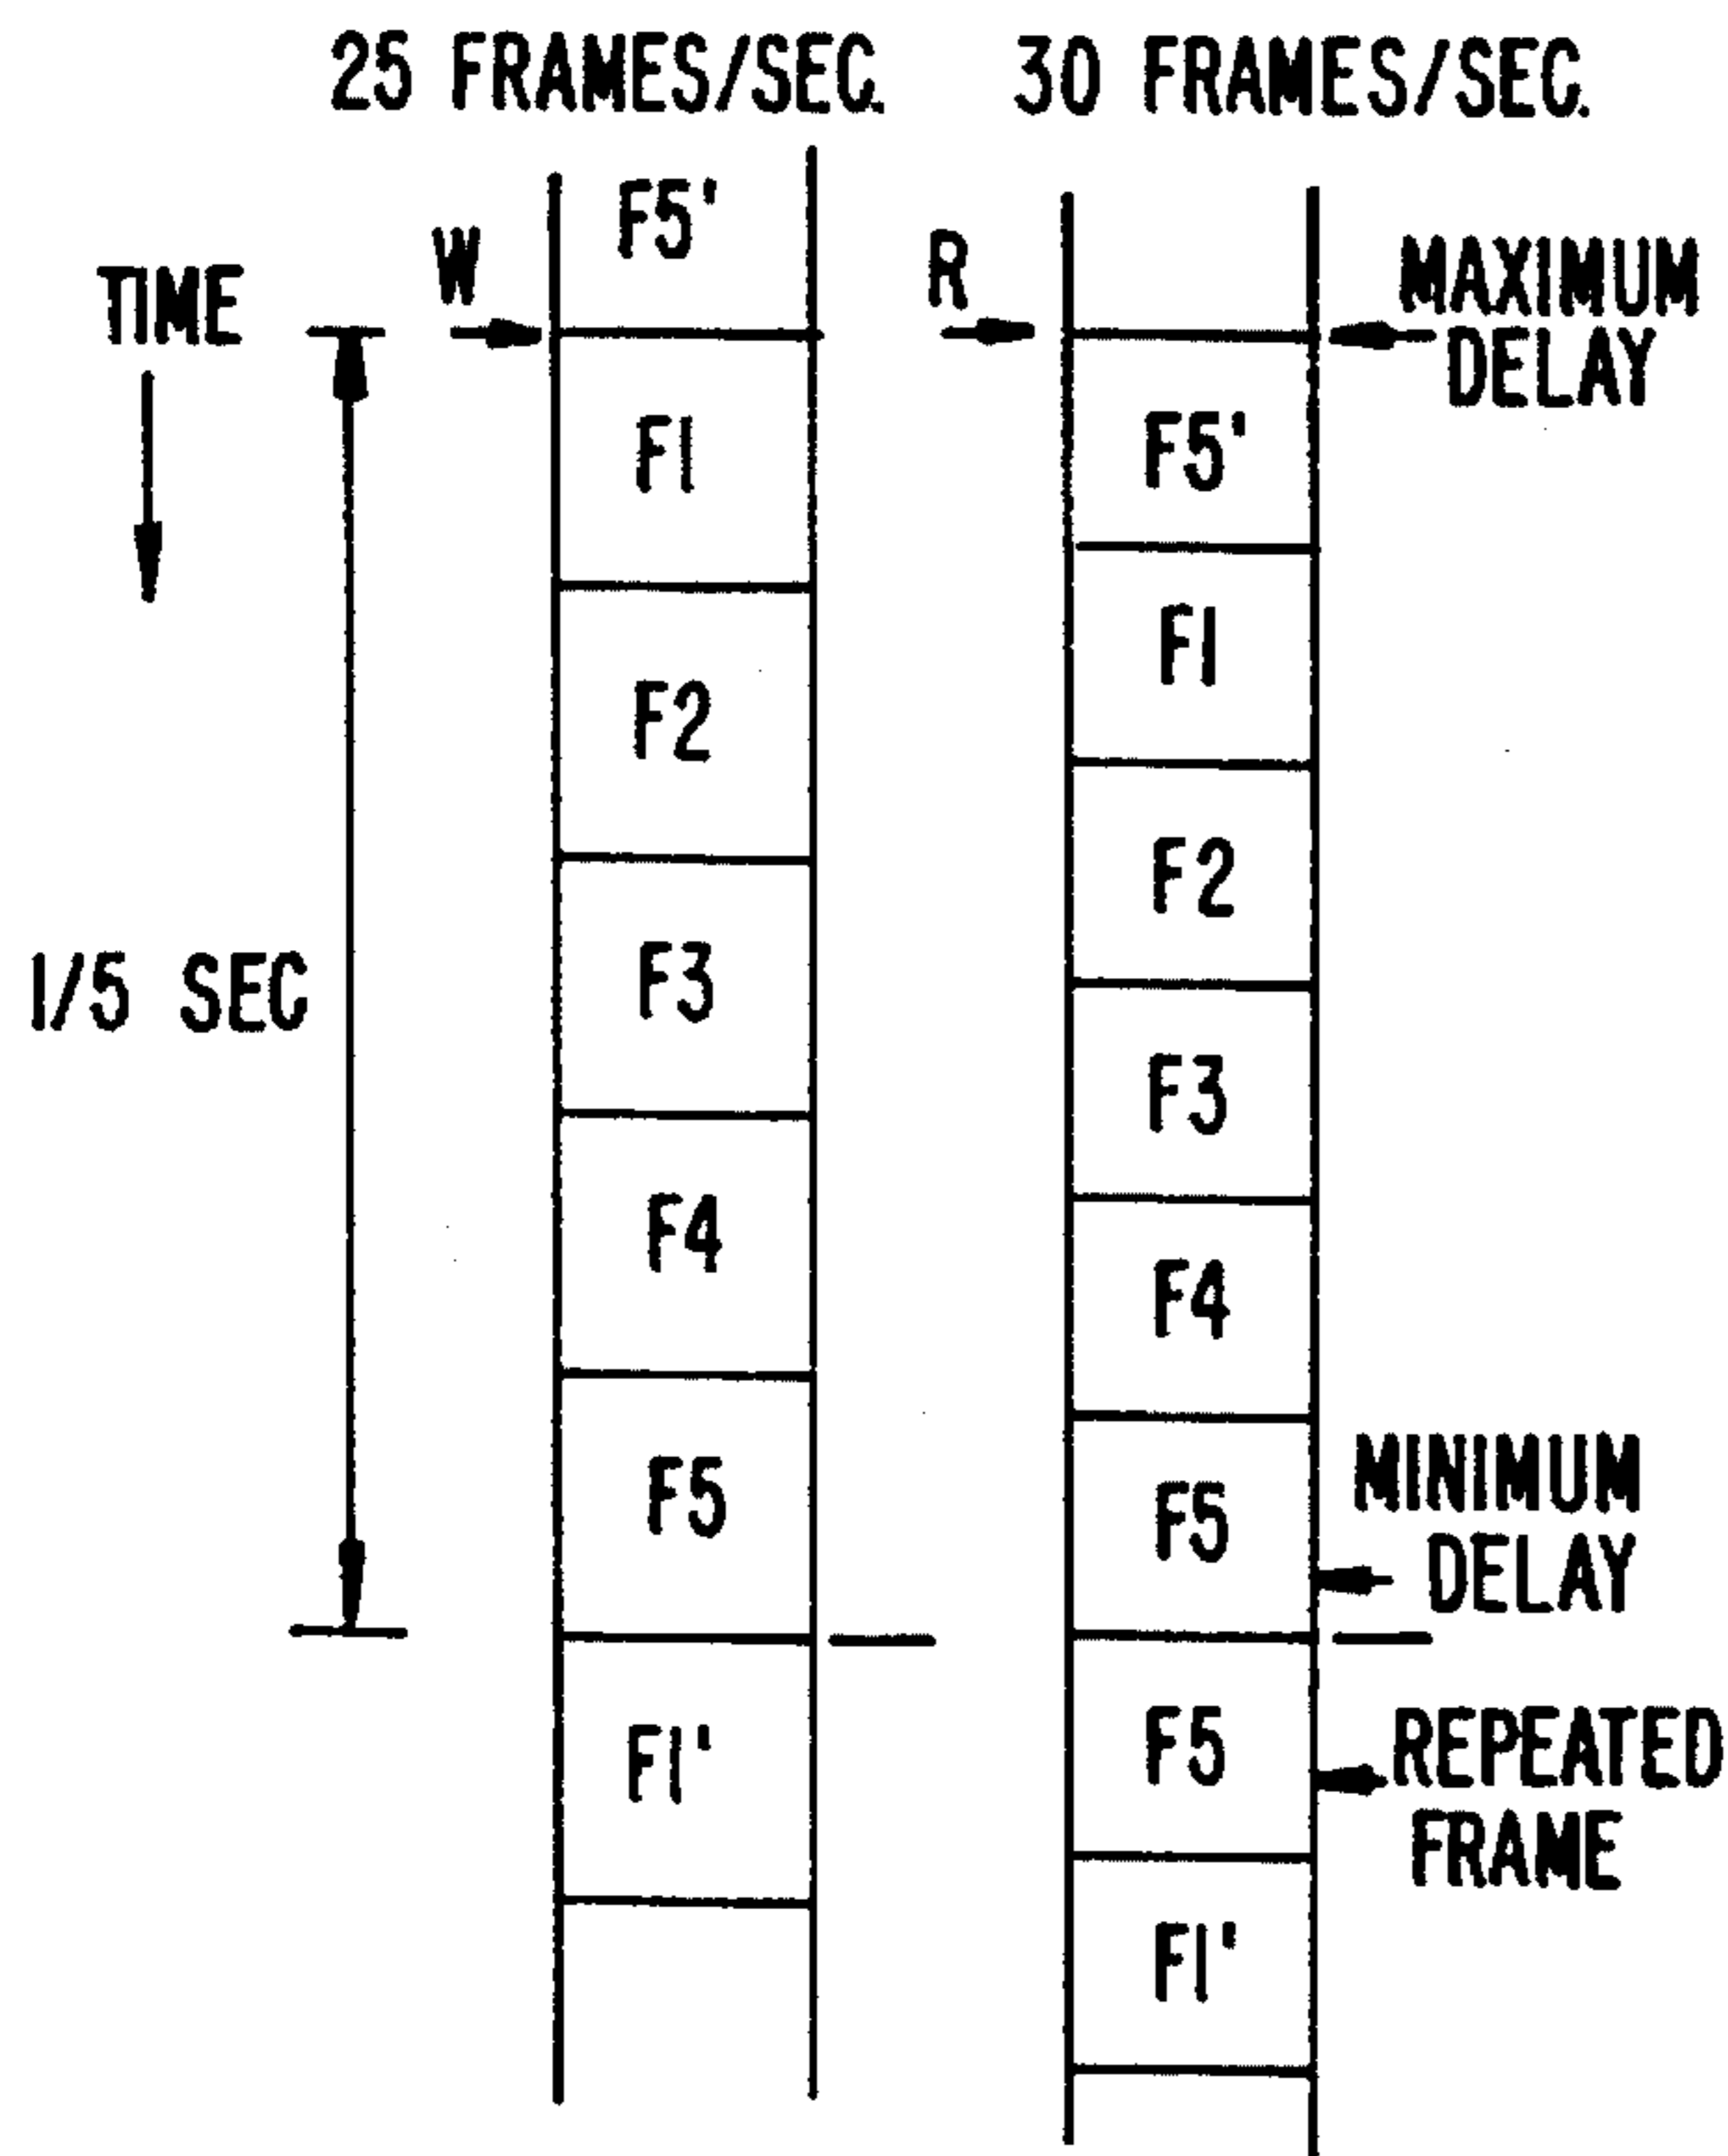 25 FRAMES/SEC.
30 FRAMES/SEC.
F5'
W
R
TIME
MAXIMUM
DELAY
F1
F2
F3
F4
F5
F1'
1/5 SEC
F5'
F1
F2
F3
F4
F5
F5
F1'
MINIMUM
DELAY
REPEATED
FRAME